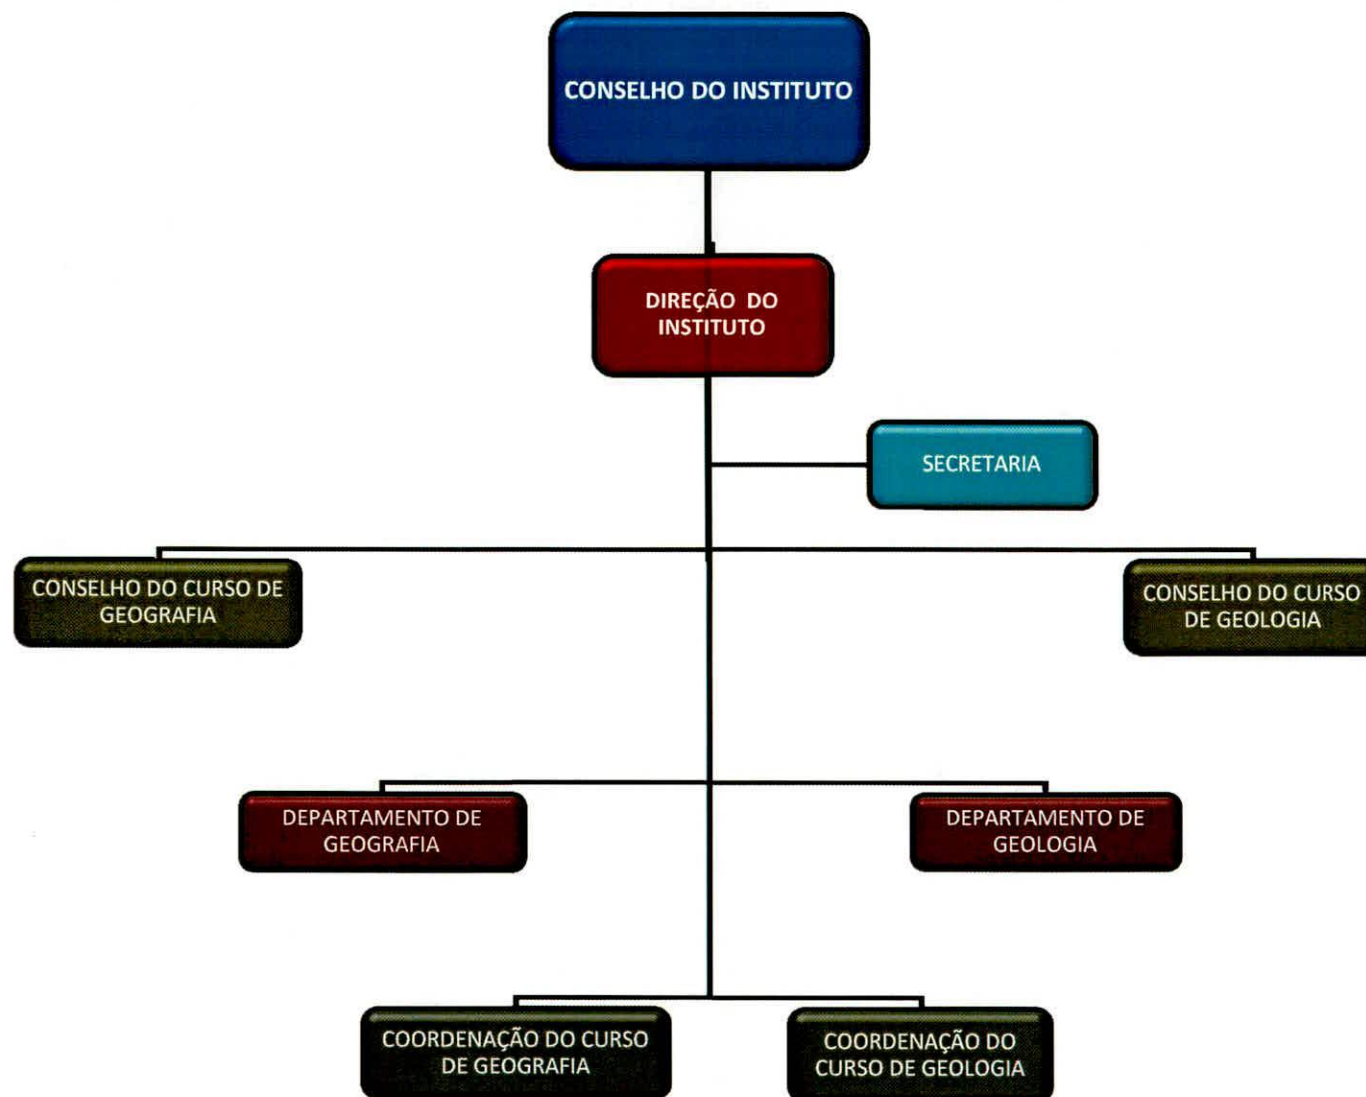 CONSELHO DO INSTITUTO
DIREÇÃO DO
INSTITUTO
SECRETARIA
CONSELHO DO CURSO DE
GEOGRAFIA
CONSELHO DO CURSO
DE GEOLOGIA
DEPARTAMENTO DE
GEOGRAFIA
DEPARTAMENTO DE
GEOLOGIA
COORDENAÇÃO DO CURSO
DE GEOGRAFIA
COORDENAÇÃO DO
CURSO DE GEOLOGIA